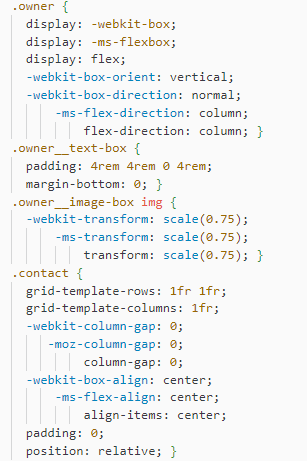 .owner {
display: -webkit-box;
display: -ms-flexbox;
display: flex;
-webkit-box-orient: vertical;
-webkit-box-direction: normal;
-ms-flex-direction: column;
flex-direction: column; }
.owner__text-box {
padding: 4rem 4rem 0 4rem;
margin-bottom: 0; }
.owner__image-box img {
-webkit-transform: scale(0.75);
-ms-transform: scale(0.75);
transform: scale(0.75); }
.contact {
grid-template-rows: 1fr 1fr;
grid-template-columns: 1fr;
-webkit-column-gap: 0;
-moz-column-gap: 0;
column-gap: 0;
-webkit-box-align: center;
-ms-flex-align: center;
align-items: center;
padding: 0;
position: relative; }